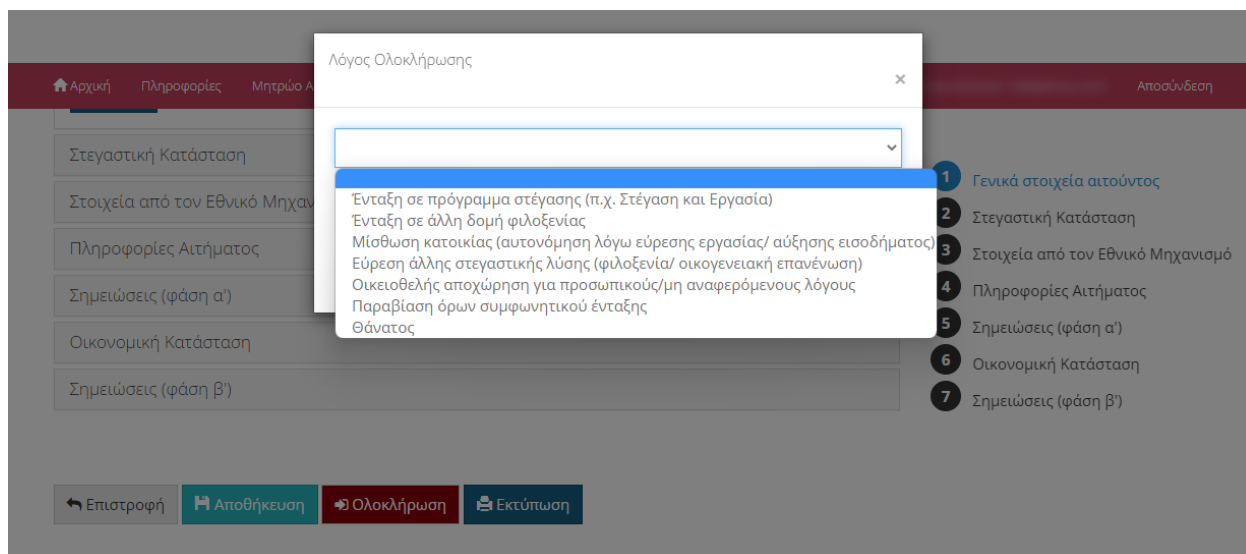 Λόγος Ολοκλήρωσης
×
Αρχική Πληροφορίες Μητρώο Α Αποσύνδεση
Στεγαστική Κατάσταση
Στοιχεία από τον Εθνικό Μηχαν
Πληροφορίες Αιτήματος
Σημειώσεις (φάση α')
Οικονομική Κατάσταση
Σημειώσεις (φάση β')
Ένταξη σε πρόγραμμα στέγασης (π.χ. Στέγαση και Εργασία)
Ένταξη σε άλλη δομή φιλοξενίας
Μίσθωση κατοικίας (αυτονόμηση λόγω εύρεσης εργασίας/ αύξησης εισοδήματος)
Εύρεση άλλης στεγαστικής λύσης (φιλοξενία/ οικογενειακή επανένωση)
Οικειοθελής αποχώρηση για προσωπικούς/μη αναφερόμενους λόγους
Παραβίαση όρων συμφωνητικού ένταξης
Θάνατος
1 Γενικά στοιχεία αιτούντος
2 Στεγαστική Κατάσταση
3 Στοιχεία από τον Εθνικό Μηχανισμό
4 Πληροφορίες Αιτήματος
5 Σημειώσεις (φάση α')
6 Οικονομική Κατάσταση
7 Σημειώσεις (φάση β')
Επιστροφή Αποθήκευση Ολοκλήρωση Εκτύπωση